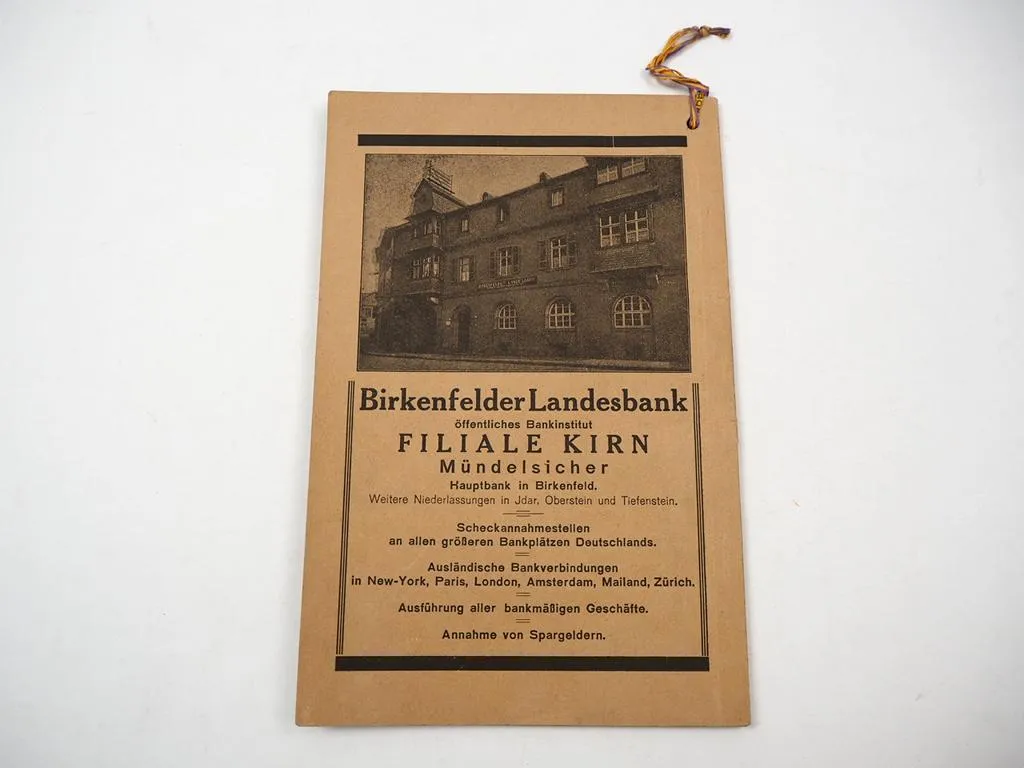 Birkenfelder Landesbank
öffentliches Bankinstitut
FILIALE KIRN
Mündelsicher
Hauptbank in Birkenfeld.
Weitere Niederlassungen in Jdar, Oberstein und Tiefenstein.
Scheckannahmestellen
an allen größeren Bankplätzen Deutschlands.
Ausländische Bankverbindungen
in New-York, Paris, London, Amsterdam, Mailand, Zürich.
Ausführung aller bankmäßigen Geschäfte.
Annahme von Spargeldern.